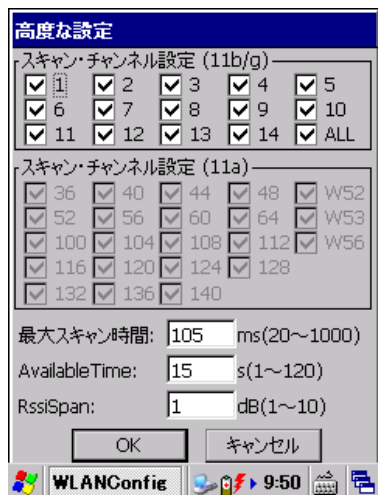 高度な設定
スキャン・チャンネル設定 (11b/g)
1 2 3 4 5
6 7 8 9 10
11 12 13 14 ALL
スキャン・チャンネル設定 (11a)
36 40 44 48 W52
52 56 60 64 W53
100 104 108 112 W56
116 120 124 128
132 136 140
最大スキャン時間: 105 ms(20～1000)
AvailableTime: 15 s(1～120)
RssiSpan: 1 dB(1～10)
OK キャンセル
WLANConfig 9:50